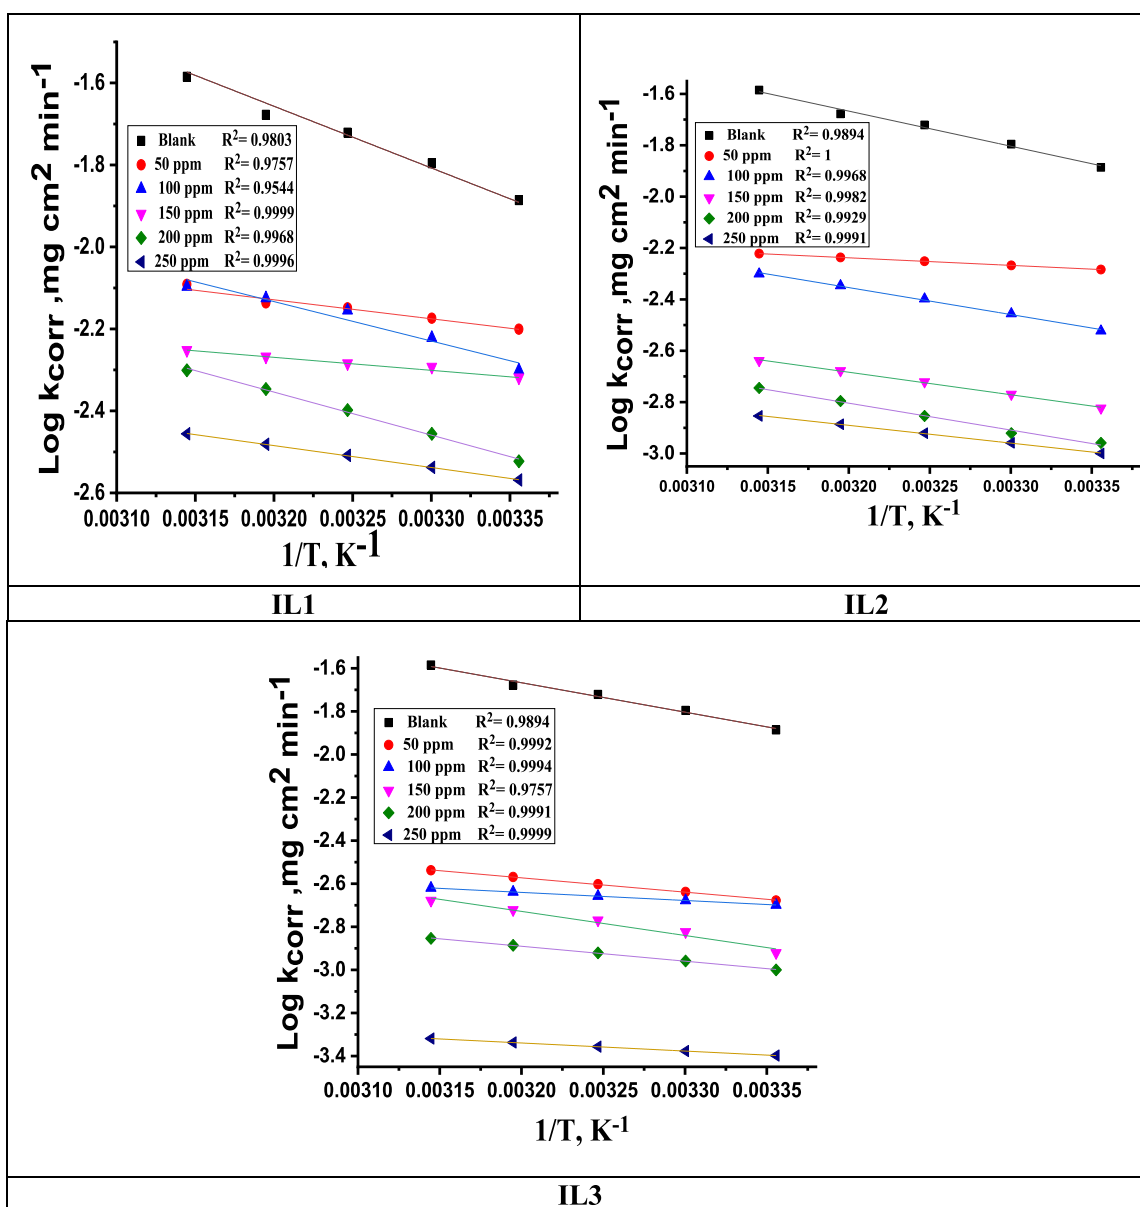 Log kcorr ,mg cm2 min-1
-1.6
-1.8
-2.0
-2.2
-2.4
-2.6
Blank R2= 0.9803
50 ppm R2= 0.9757
100 ppm R2= 0.9544
150 ppm R2= 0.9999
200 ppm R2= 0.9968
250 ppm R2= 0.9996
0.00310 0.00315 0.00320 0.00325 0.00330 0.00335
1/T, K-1
IL1
Log kcorr ,mg cm2 min-1
-1.6
-1.8
-2.0
-2.2
-2.4
-2.6
-2.8
-3.0
Blank R2= 0.9894
50 ppm R2= 1
100 ppm R2= 0.9968
150 ppm R2= 0.9982
200 ppm R2= 0.9929
250 ppm R2= 0.9991
0.00310 0.00315 0.00320 0.00325 0.00330 0.00335
1/T, K-1
IL2
Log kcorr ,mg cm2 min-1
-1.6
-1.8
-2.0
-2.2
-2.4
-2.6
-2.8
-3.0
-3.2
-3.4
Blank R2= 0.9894
50 ppm R2= 0.9992
100 ppm R2= 0.9994
150 ppm R2= 0.9757
200 ppm R2= 0.9991
250 ppm R2= 0.9999
0.00310 0.00315 0.00320 0.00325 0.00330 0.00335
1/T, K-1
IL3